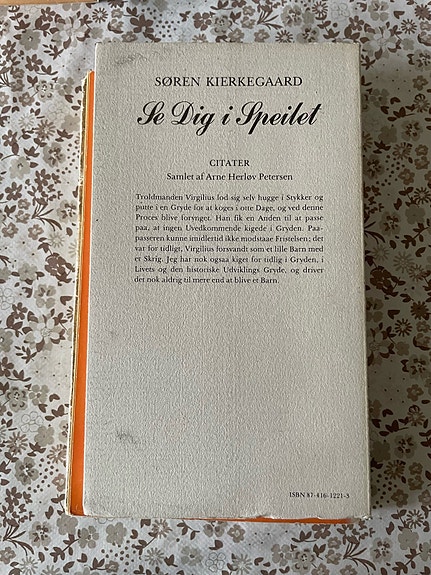 SØREN KIERKEGAARD
Se Dig i Speilet
CITATER
Samlet af Arne Herløv Petersen
Troldmanden Virgilius lod sig selv hugge i Stykker og
putte i en Gryde for at koges i otte Dage, og ved denne
Proces blive forynget. Han fik en Anden til at passe
paa, at ingen Uvedkommende kigede i Gryden. Paa-
passeren kunne imidlertid ikke modstaae Fristelsen; det
var for tidligt, Virgilius forsvandt som et lille Barn med
et Skrig. Jeg har nok ogsaa kiget for tidlig i Gryden, i
Livets og den historiske Udviklings Gryde, og driver
det nok aldrig til mere end at blive et Barn.
ISBN 87-416-1221-3